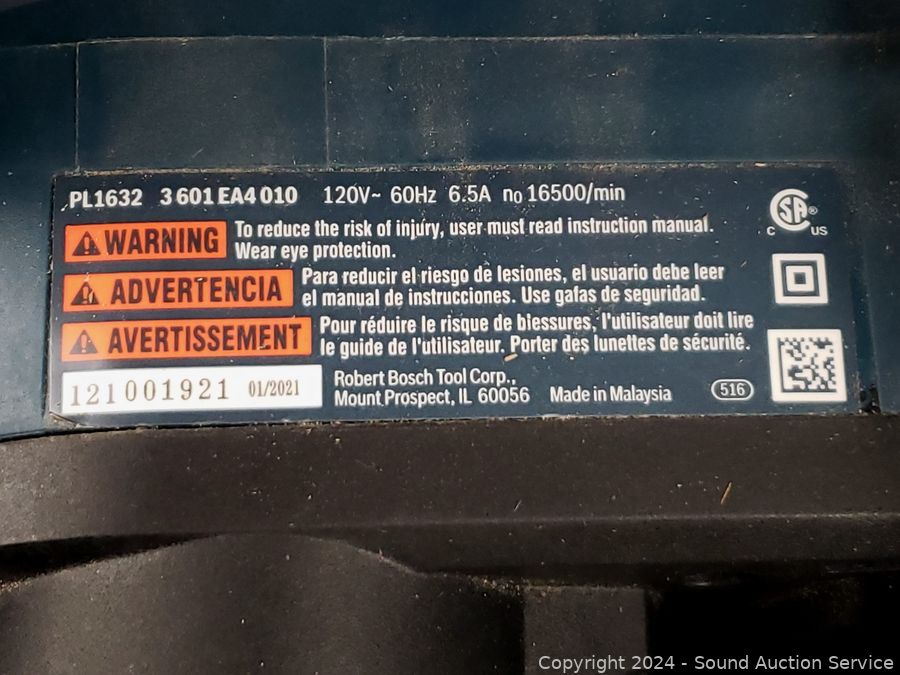 PL1632 3 601 EA4 010 120V~ 60Hz 6.5A no 16500/min
WARNING To reduce the risk of injury, user must read instruction manual.
Wear eye protection.
ADVERTENCIA Para reducir el riesgo de lesiones, el usuario debe leer
el manual de instrucciones. Use gafas de seguridad.
AVERTISSEMENT Pour réduire le risque de blessures, l'utilisateur doit lire
le guide de l'utilisateur. Porter des lunettes de sécurité.
121001921 01/2021
Robert Bosch Tool Corp.,
Mount Prospect, IL 60056 Made in Malaysia 516
C SA ® US
Copyright 2024 - Sound Auction Service